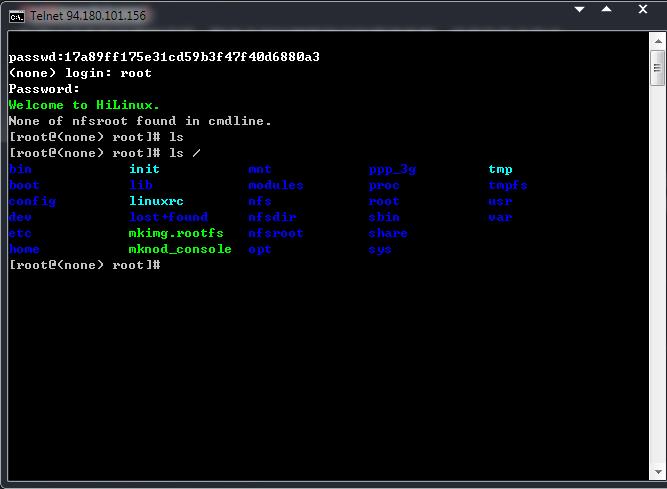 Telnet 94.180.101.156
passwd:17a89ff175e31cd59b3f47f40d6880a3
(none) login: root
Password:
Welcome to HiLinux.
None of nfsroot found in cmdline.
[root@(none) root]# ls
[root@(none) root]# ls /
bin init mnt ppp_3g tmp
boot lib modules proc tmpfs
config linuxrc nfs root usr
dev lost+found nfsdir sbin var
etc mkimg.rootfs nfsroot share
home mknod_console opt sys
[root@(none) root]#